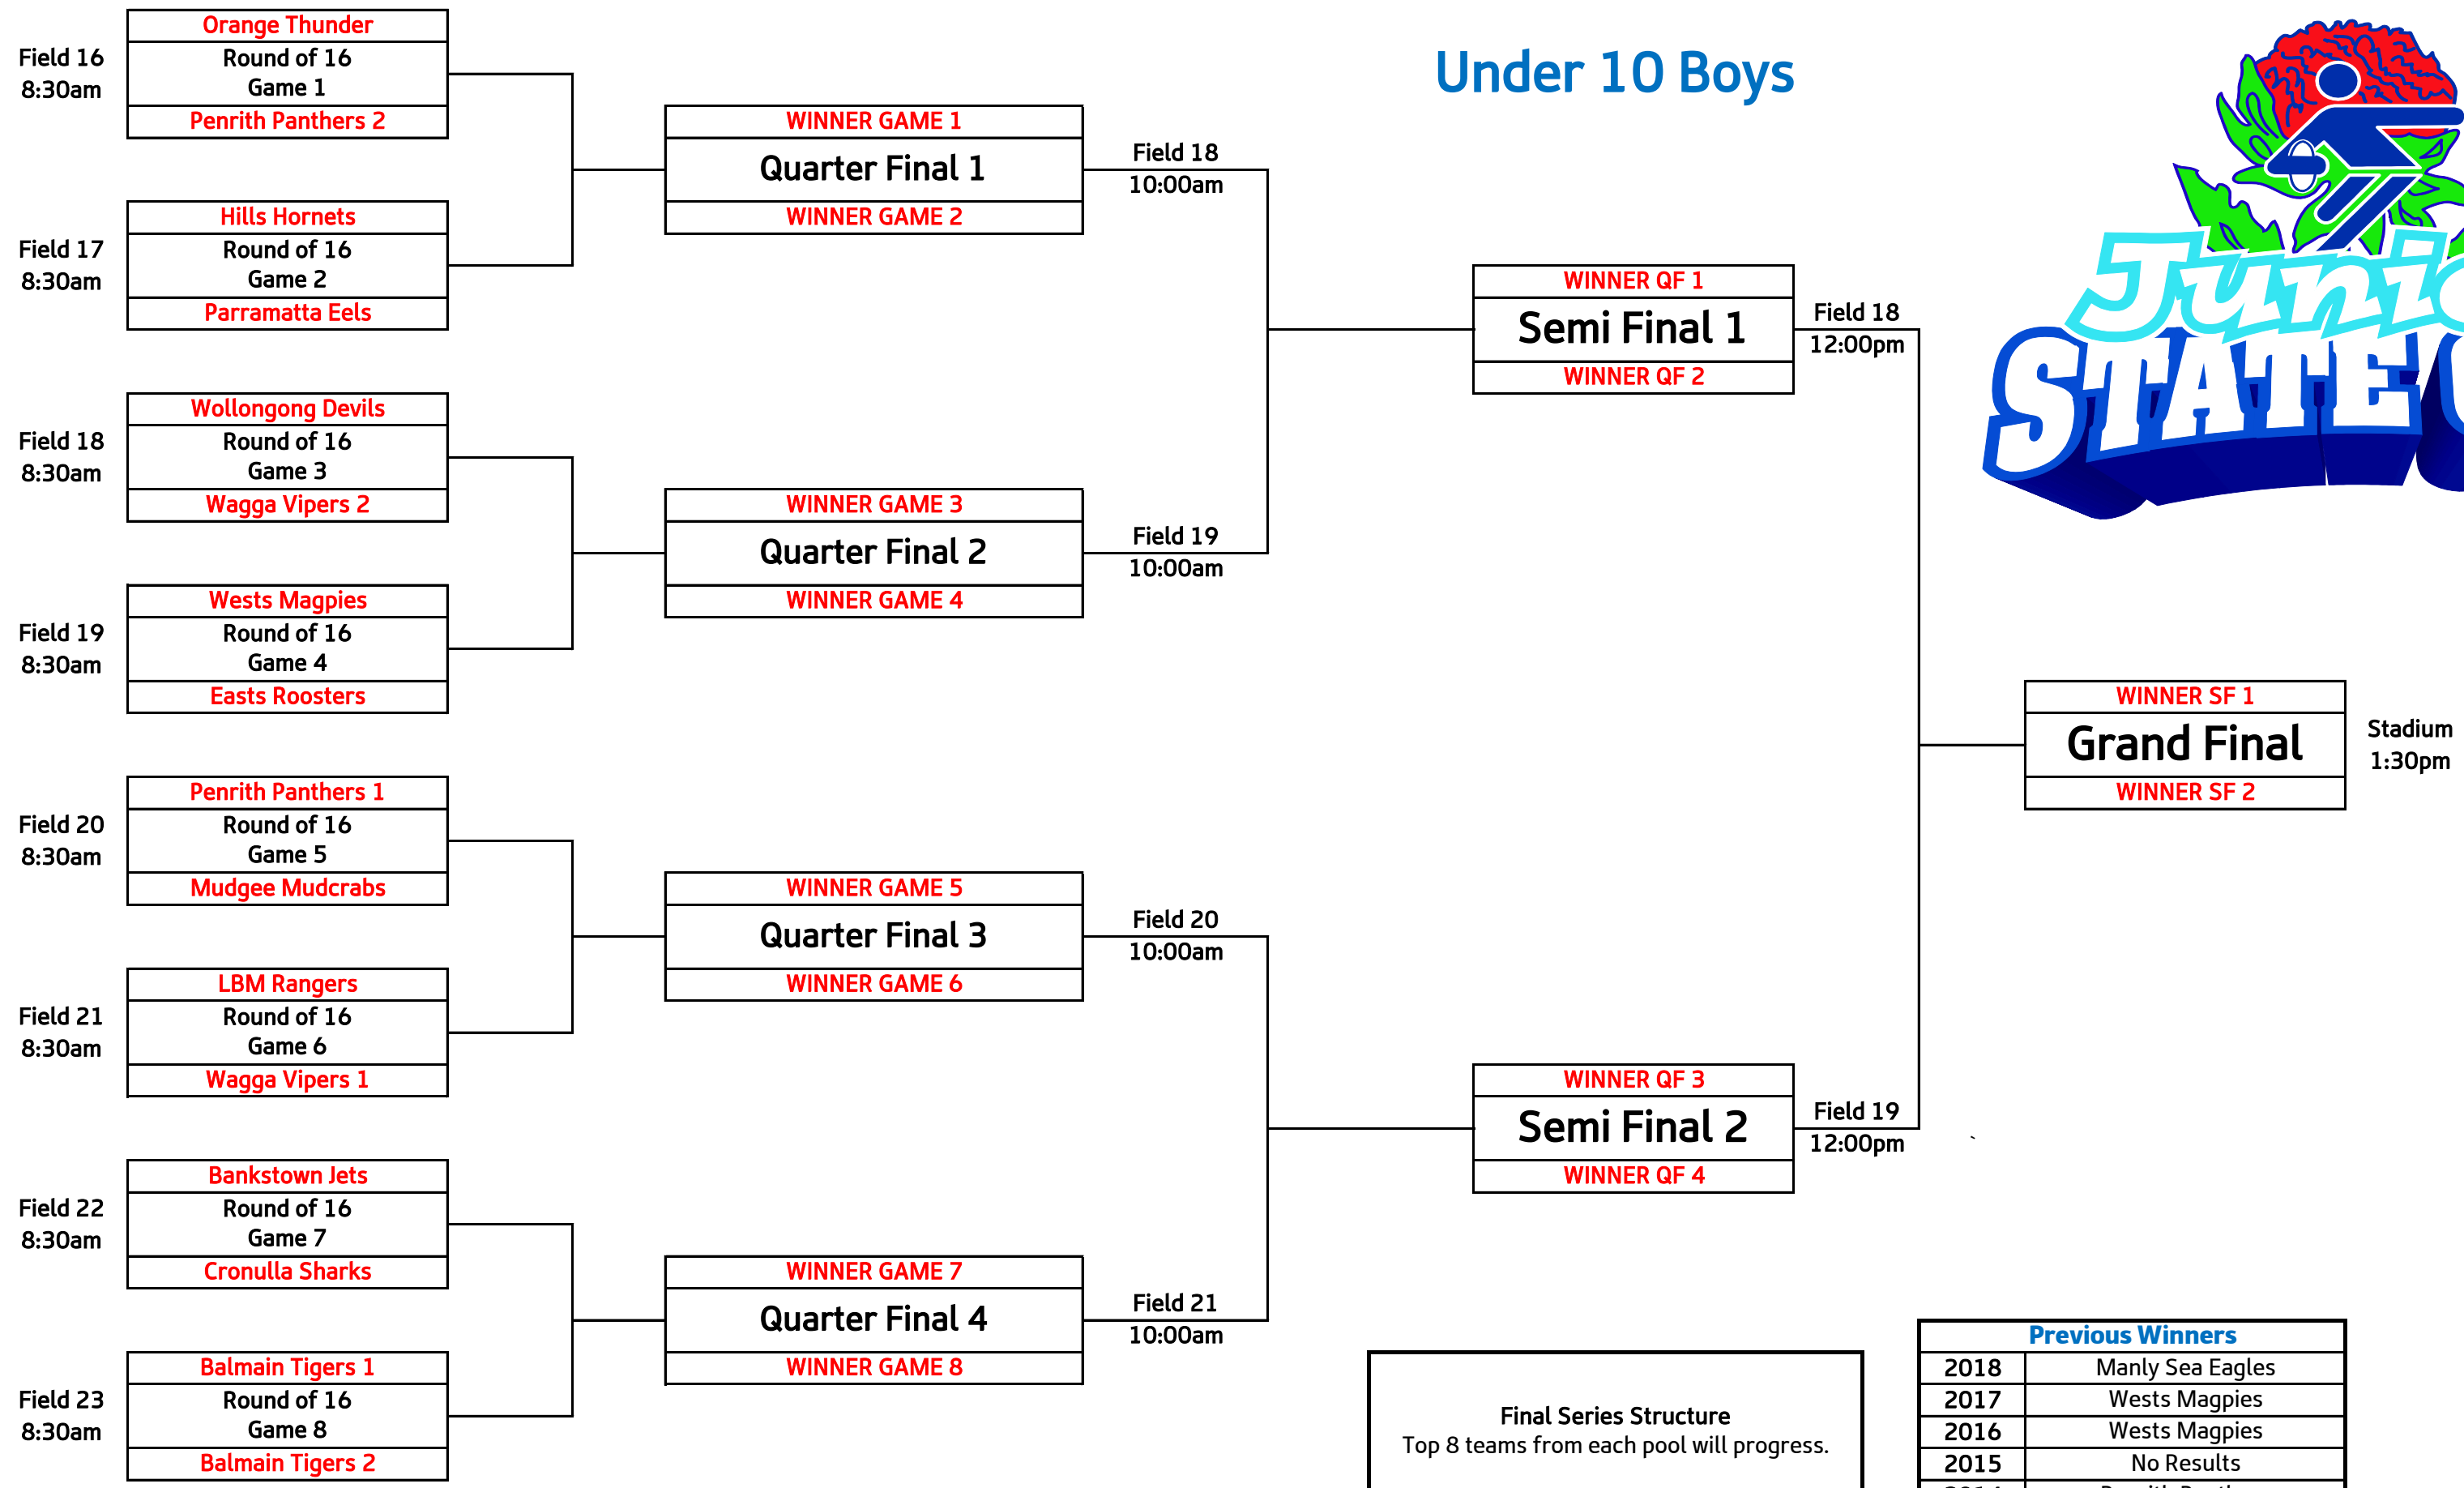 Under 10 Boys
Orange Thunder
Field 16
8:30am
Round of 16
Game 1
Penrith Panthers 2
Hills Hornets
Field 17
8:30am
Round of 16
Game 2
Parramatta Eels
Wollongong Devils
Field 18
8:30am
Round of 16
Game 3
Wagga Vipers 2
Wests Magpies
Field 19
8:30am
Round of 16
Game 4
Easts Roosters
Penrith Panthers 1
Field 20
8:30am
Round of 16
Game 5
Mudgee Mudcrabs
LBM Rangers
Field 21
8:30am
Round of 16
Game 6
Wagga Vipers 1
Bankstown Jets
Field 22
8:30am
Round of 16
Game 7
Cronulla Sharks
Balmain Tigers 1
Field 23
8:30am
Round of 16
Game 8
Balmain Tigers 2
WINNER GAME 1
Quarter Final 1
WINNER GAME 2
Field 18
10:00am
WINNER GAME 3
Quarter Final 2
WINNER GAME 4
Field 19
10:00am
WINNER GAME 5
Quarter Final 3
WINNER GAME 6
Field 20
10:00am
WINNER GAME 7
Quarter Final 4
WINNER GAME 8
Field 21
10:00am
WINNER QF 1
Semi Final 1
WINNER QF 2
Field 18
12:00pm
WINNER QF 3
Semi Final 2
WINNER QF 4
Field 19
12:00pm
WINNER SF 1
Grand Final
WINNER SF 2
Stadium
1:30pm
STATE
Final Series Structure
Top 8 teams from each pool will progress.
Previous Winners
2018 Manly Sea Eagles
2017 Wests Magpies
2016 Wests Magpies
2015 No Results